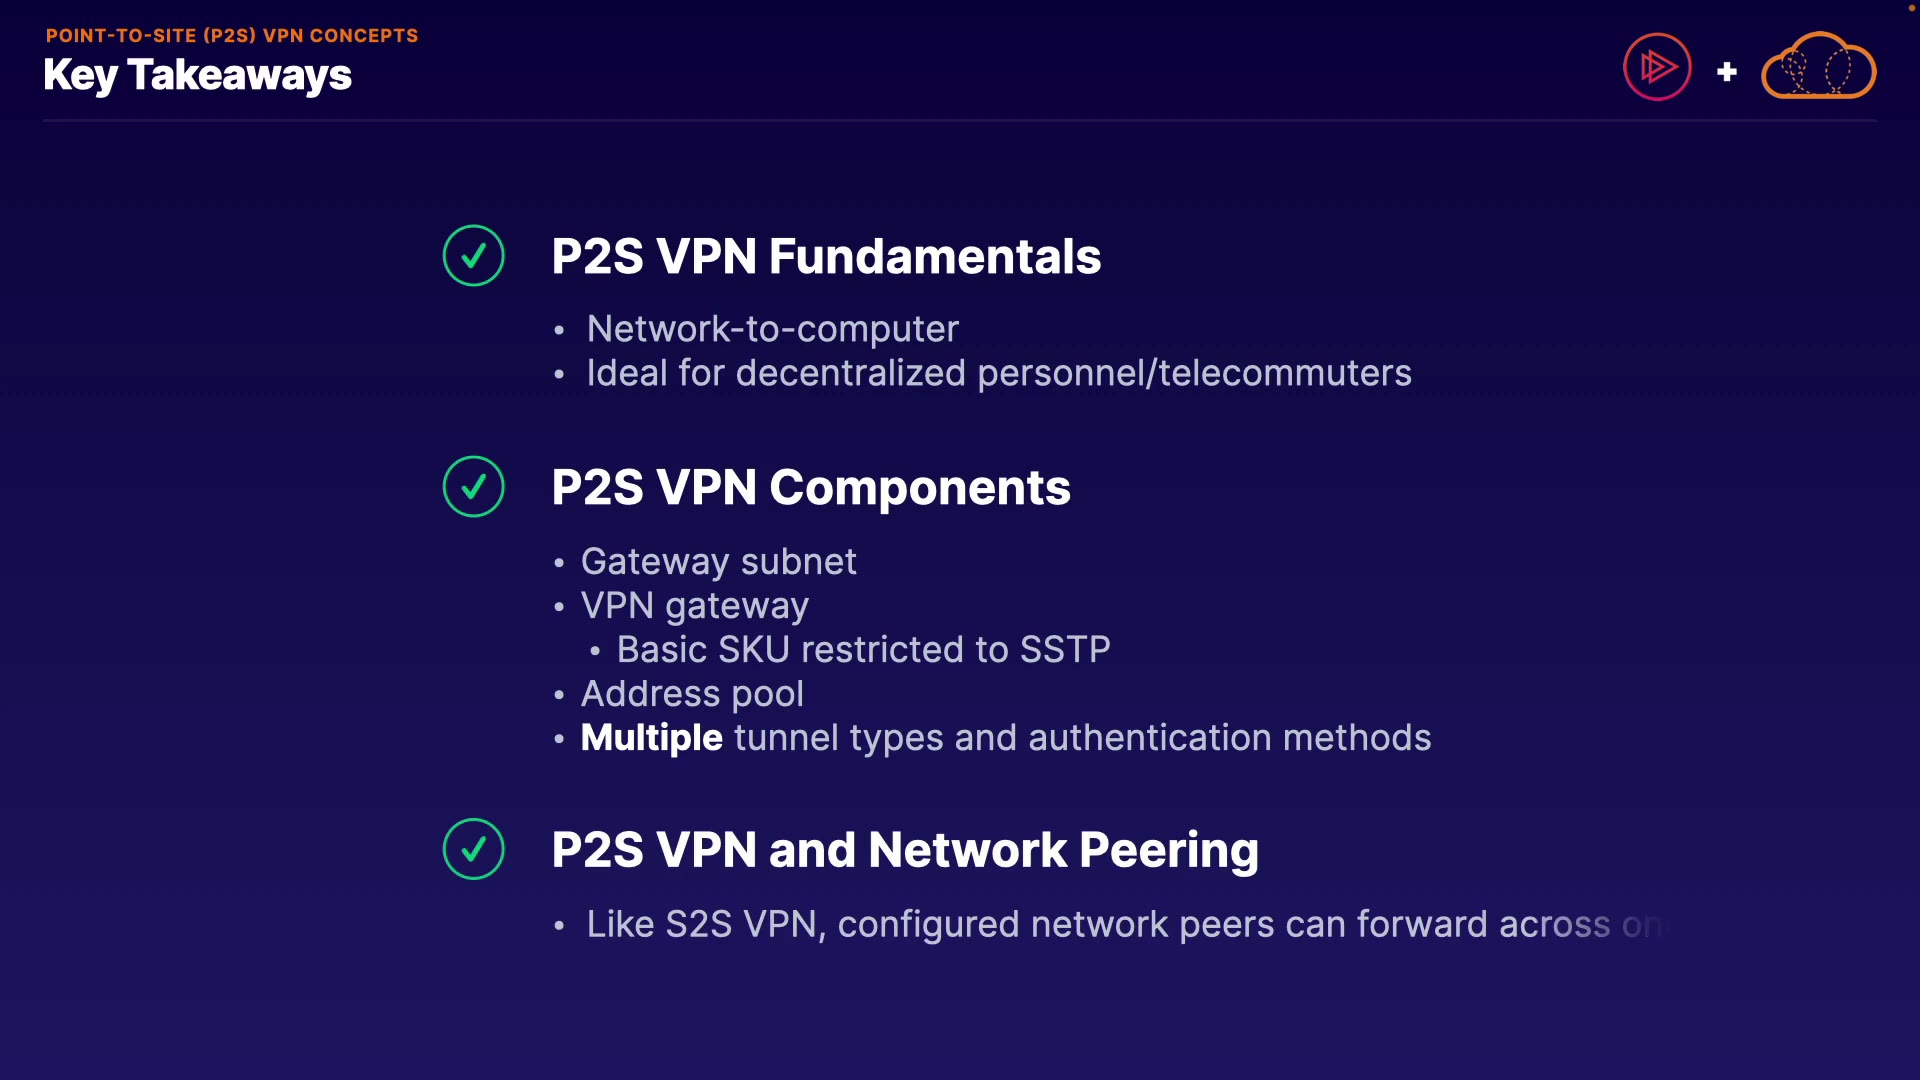 POINT-TO-SITE (P2S) VPN CONCEPTS
Key Takeaways
P2S VPN Fundamentals
• Network-to-computer
• Ideal for decentralized personnel/telecommuters
P2S VPN Components
• Gateway subnet
• VPN gateway
• Basic SKU restricted to SSTP
• Address pool
• Multiple tunnel types and authentication methods
P2S VPN and Network Peering
• Like S2S VPN, configured network peers can forward across